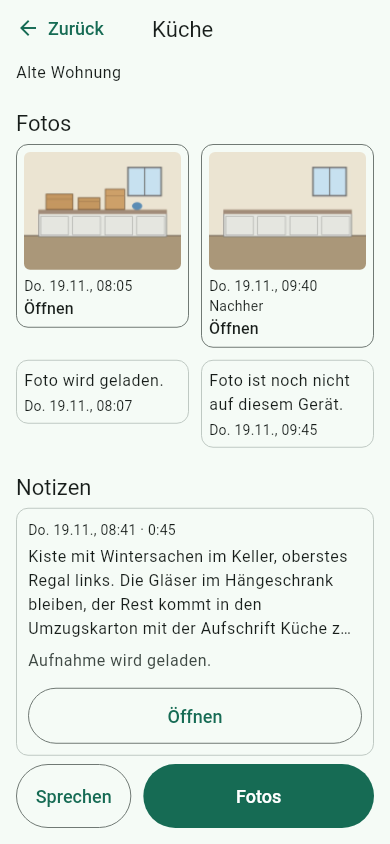 Zurück
Küche
Alte Wohnung
Fotos
Do. 19.11., 08:05
Öffnen
Do. 19.11., 09:40
Nachher
Öffnen
Foto wird geladen.
Do. 19.11., 08:07
Foto ist noch nicht
auf diesem Gerät.
Do. 19.11., 09:45
Notizen
Do. 19.11., 08:41 · 0:45
Kiste mit Wintersachen im Keller, oberstes
Regal links. Die Gläser im Hängeschrank
bleiben, der Rest kommt in den
Umzugskarton mit der Aufschrift Küche z…
Aufnahme wird geladen.
Öffnen
Sprechen
Fotos